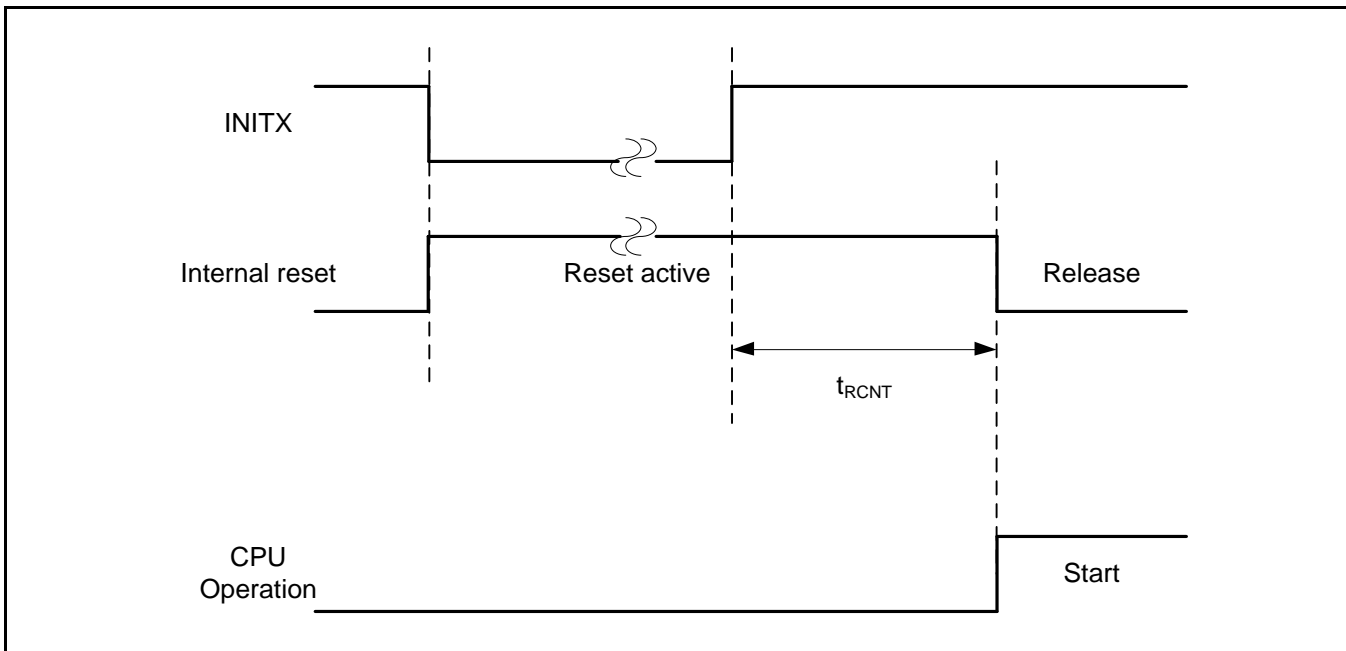 INITX
Internal reset
Reset active
Release
tRCNT
CPU
Operation
Start